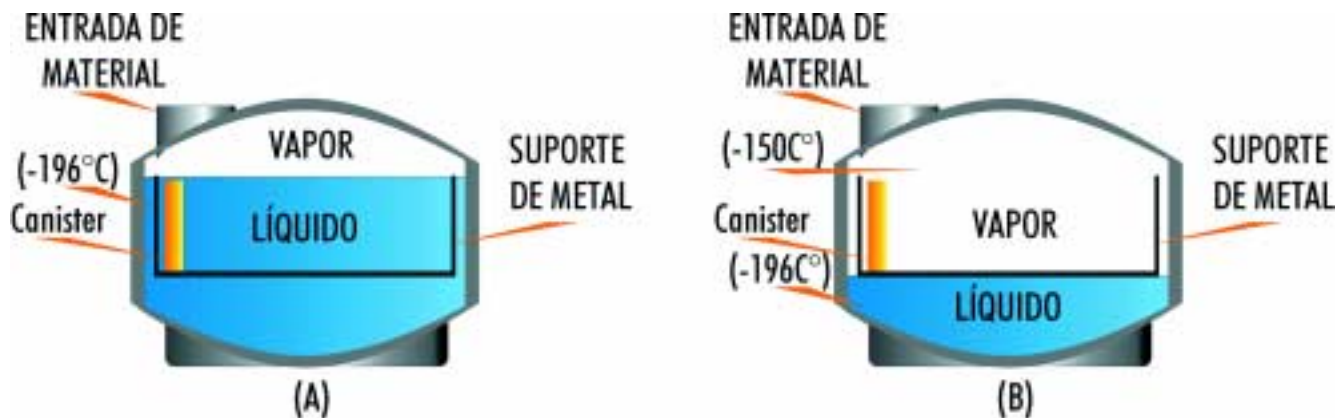 ENTRADA DE
MATERIAL
VAPOR
(-196°C)
Canister
LÍQUIDO
SUPORTE
DE METAL
(A)
ENTRADA DE
MATERIAL
(-150C°)
Canister
(-196C°)
VAPOR
LÍQUIDO
SUPORTE
DE METAL
(B)